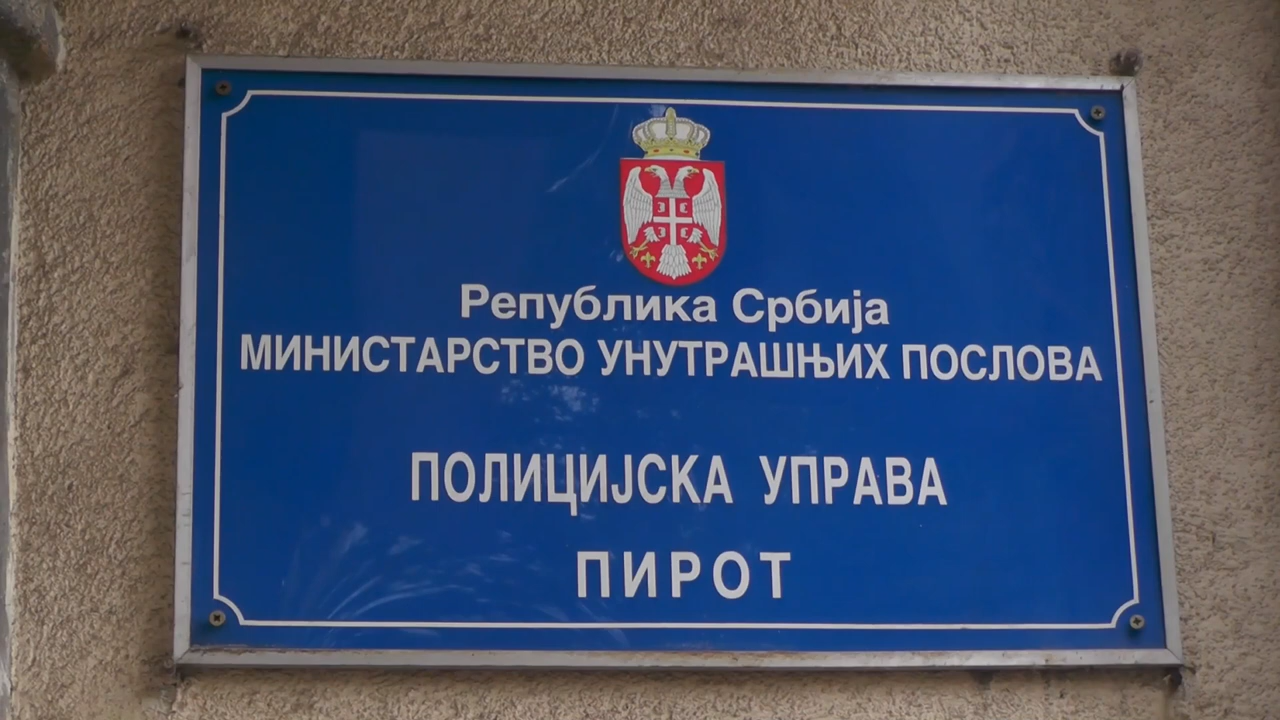 Република Србија
МИНИСТАРСТВО УНУТРАШЊИХ ПОСЛОВА
ПОЛИЦИЈСКА УПРАВА
ПИРОТ